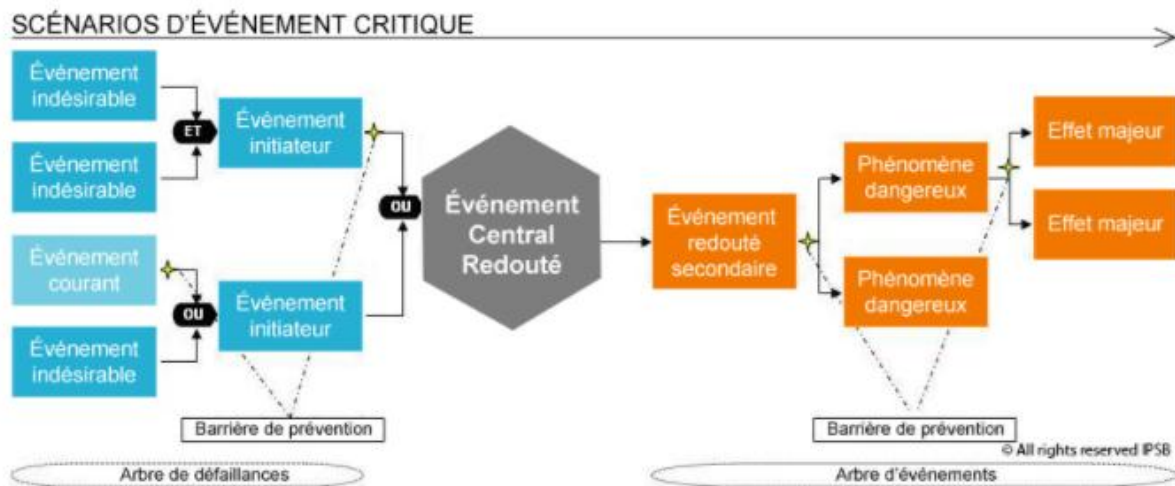 SCÉNARIOS D'ÉVÉNEMENT CRITIQUE
Événement
indésirable
ET
Événement
initiateur
Événement
indésirable
Événement
courant
OU
Événement
initiateur
Événement
indésirable
OU
Événement
Central
Redouté
Événement
redouté
secondaire
Phénomène
dangereux
Phénomène
dangereux
Effet majeur
Effet majeur
Barrière de prévention
Barrière de prévention
© All rights reserved IPSB
Arbre de défaillances
Arbre d'événements